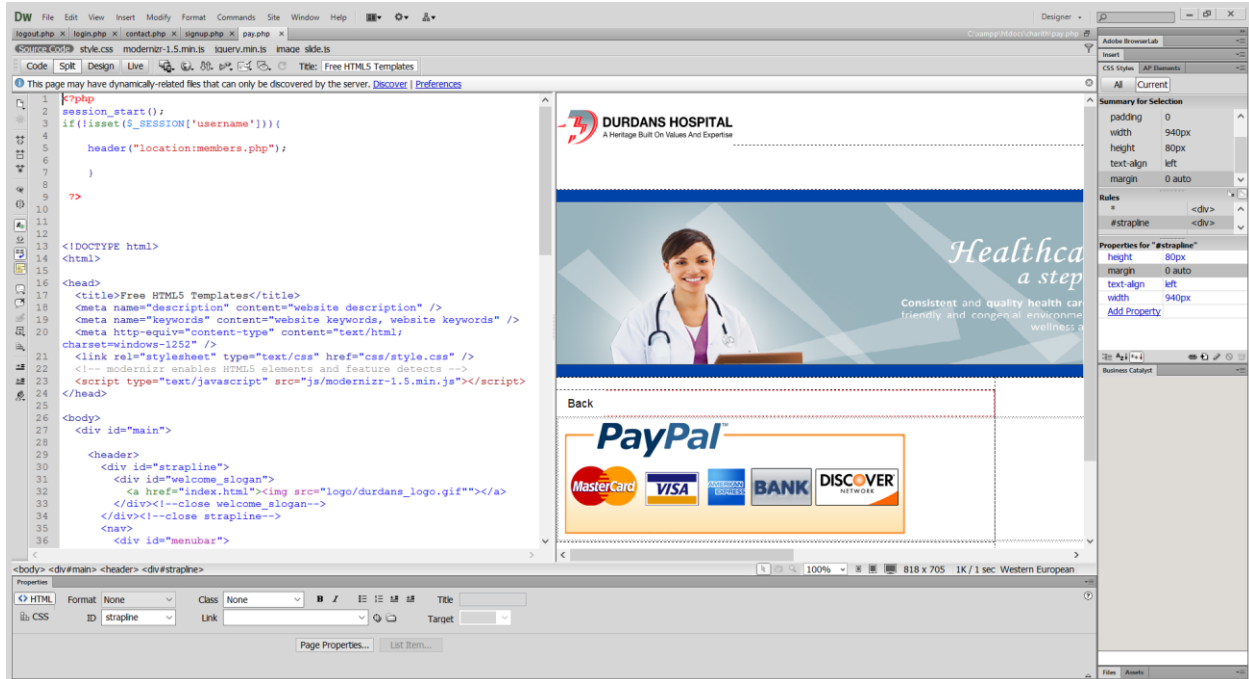 DW File Edit View Insert Modify Format Commands Site Window Help Designer
logout.php × login.php × contact.php × signup.php × pay.php × C:\xampp\htdocs\charith\pay.php
Source Code style.css modernizr-1.5.min.js jquery.min.js image_slide.js
Code Split Design Live Title: Free HTML5 Templates
This page may have dynamically-related files that can only be discovered by the server. Discover | Preferences
1 <?php
2 session_start();
3 if(!isset($_SESSION['username'])){
4
5 header("location:members.php");
6
7 }
8
9 ?>
10
11
12
13 <!DOCTYPE html>
14 <html>
15
16 <head>
17 <title>Free HTML5 Templates</title>
18 <meta name="description" content="website description" />
19 <meta name="keywords" content="website keywords, website keywords" />
20 <meta http-equiv="content-type" content="text/html;
charset=windows-1252" />
21 <link rel="stylesheet" type="text/css" href="css/style.css" />
22 <!-- modernizr enables HTML5 elements and feature detects -->
23 <script type="text/javascript" src="js/modernizr-1.5.min.js"></script>
24 </head>
25
26 <body>
27 <div id="main">
28
29 <header>
30 <div id="strapline">
31 <div id="welcome_slogan">
32 <a href="index.html"><img src="logo/durdans_logo.gif""></a>
33 </div><!--close welcome_slogan-->
34 </div><!--close strapline-->
35 <nav>
36 <div id="menubar">
DURDANS HOSPITAL
A Heritage Built On Values And Expertise
Healthca
a step
Consistent and quality health car
friendly and congenial environme
wellness a
Back
PayPal™
MasterCard VISA AMERICAN EXPRESS BANK DISCOVER NETWORK
<body> <div#main> <header> <div#strapline> 100% 818 x 705 1K / 1 sec Western European
Properties
HTML Format None Class None B I Title
CSS ID strapline Link Target
Page Properties... List Item...
Adobe BrowserLab
Insert
CSS Styles AP Elements
All Current
Summary for Selection
padding 0
width 940px
height 80px
text-align left
margin 0 auto
Rules
* <div>
#strapline <div>
Properties for "#strapline"
height 80px
margin 0 auto
text-align left
width 940px
Add Property
Business Catalyst
Files Assets